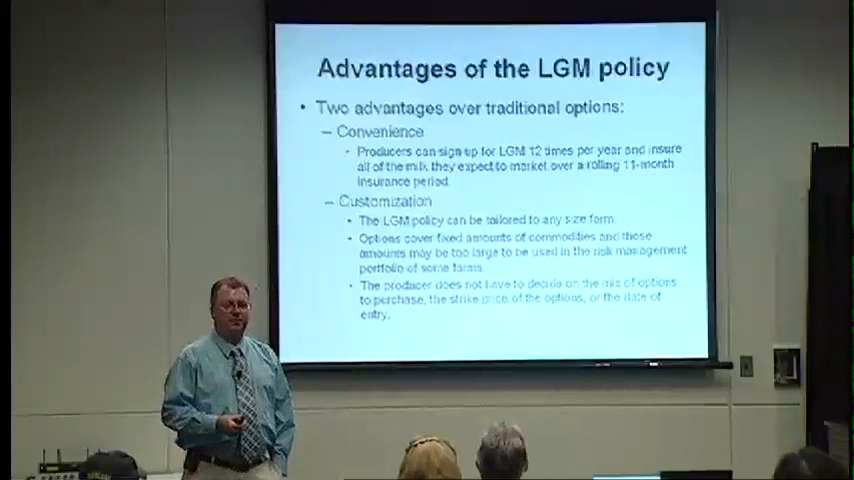 Advantages of the LGM policy
• Two advantages over traditional options:
– Convenience
• Producers can sign up for LGM 12 times per year and insure
all of the milk they expect to market over a rolling 11-month
insurance period.
– Customization
• The LGM policy can be tailored to any size farm.
• Options cover fixed amounts of commodities and those
amounts may be too large to be used in the risk management
portfolio of some farms.
• The producer does not have to decide on the mix of options
to purchase, the strike price of the options, or the date of
entry.